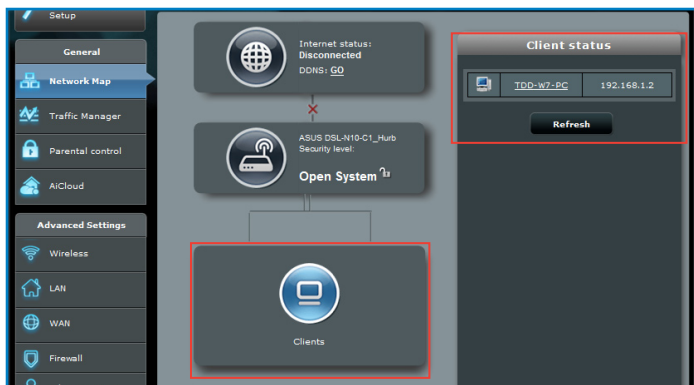 Setup
General
Network Map
Traffic Manager
Parental control
AiCloud
Advanced Settings
Wireless
LAN
WAN
Firewall
Internet status:
Disconnected
DDNS: GO
ASUS DSL-N10-C1_Hurb
Security level:
Open System
Clients
Client status
TDD-W7-PC 192.168.1.2
Refresh